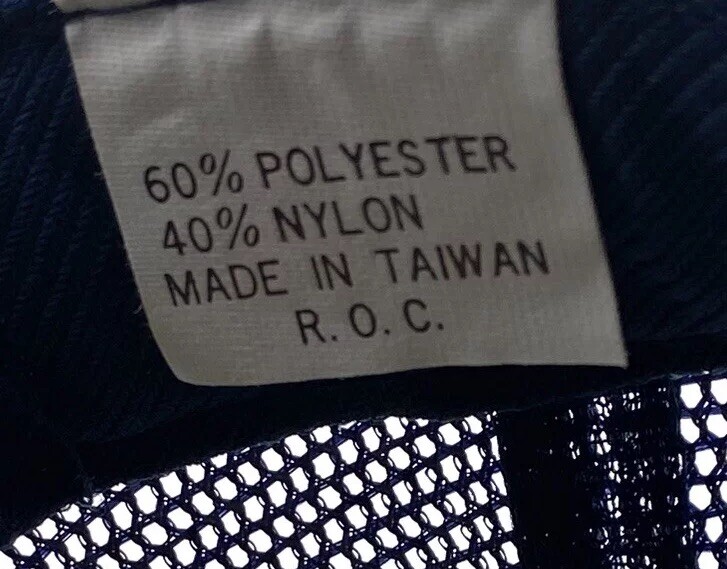 60% POLYESTER
40% NYLON
MADE IN TAIWAN
R. O. C.